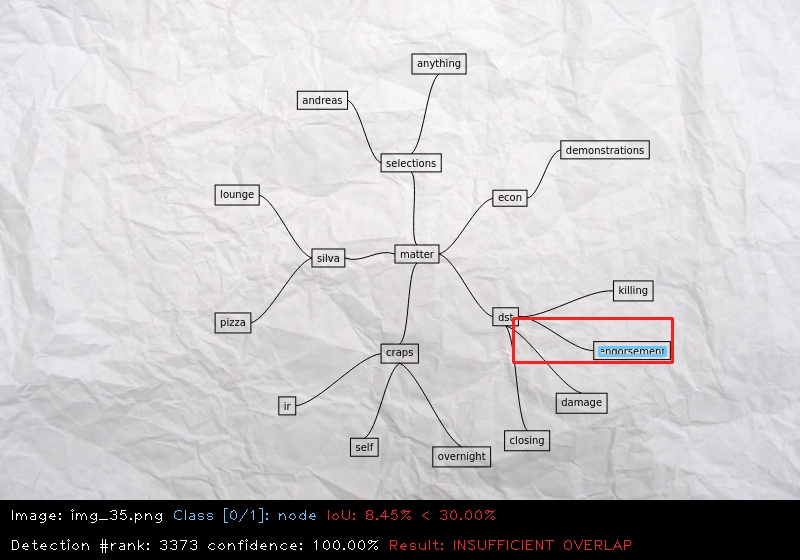 anything
andreas
selections
demonstrations
econ
lounge
silva
matter
killing
dst
pizza
endorsement
craps
damage
ir
closing
self
overnight
Image: img_35.png Class [0/1]: node IoU: 8.45% < 30.00%
Detection #rank: 3373 confidence: 100.00% Result: INSUFFICIENT OVERLAP